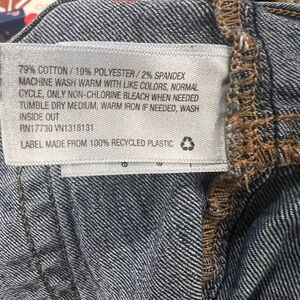 79% COTTON / 19% POLYESTER / 2% SPANDEX
MACHINE WASH WARM WITH LIKE COLORS, NORMAL
CYCLE, ONLY NON-CHLORINE BLEACH WHEN NEEDED
TUMBLE DRY MEDIUM, WARM IRON IF NEEDED, WASH
INSIDE OUT
RN17730 VN1318131
LABEL MADE FROM 100% RECYCLED PLASTIC